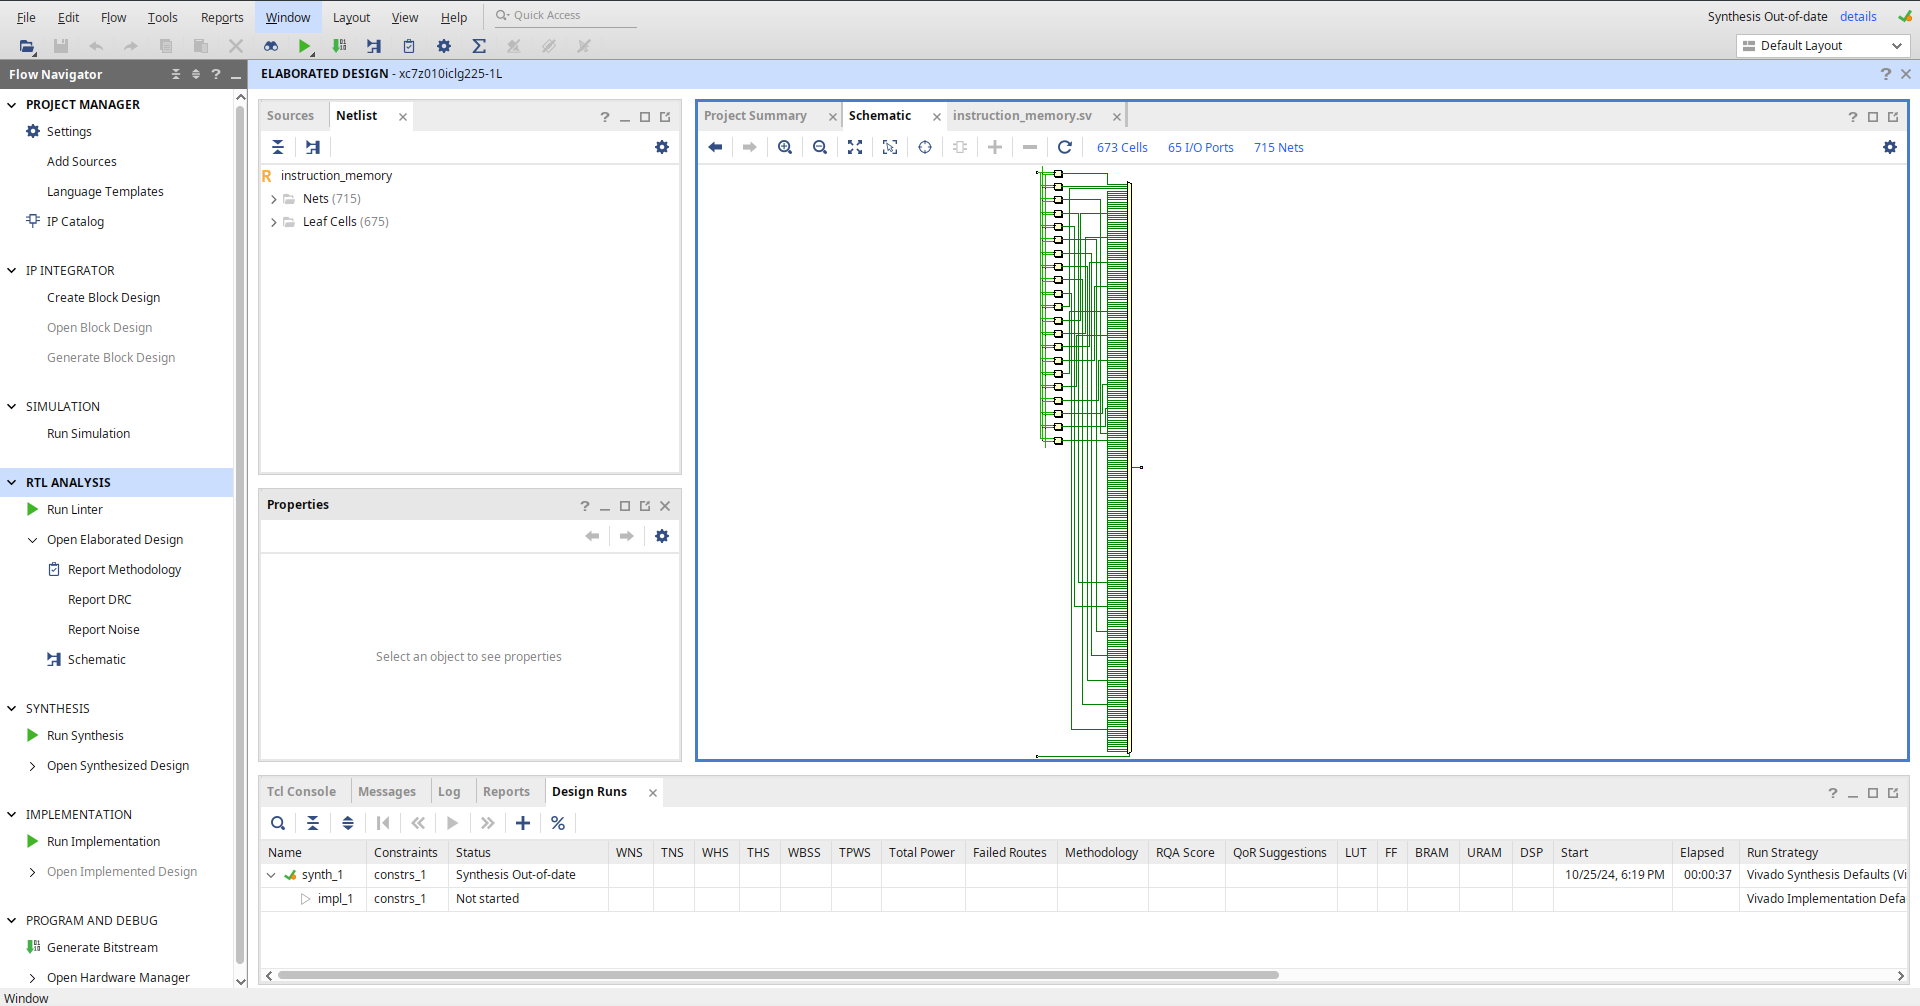 File Edit Flow Tools Reports Window Layout View Help Quick Access Synthesis Out-of-date details
Default Layout
Flow Navigator
ELABORATED DESIGN - xc7z010iclg225-1L
PROJECT MANAGER
Settings
Add Sources
Language Templates
IP Catalog
IP INTEGRATOR
Create Block Design
Open Block Design
Generate Block Design
SIMULATION
Run Simulation
RTL ANALYSIS
Run Linter
Open Elaborated Design
Report Methodology
Report DRC
Report Noise
Schematic
SYNTHESIS
Run Synthesis
Open Synthesized Design
IMPLEMENTATION
Run Implementation
Open Implemented Design
PROGRAM AND DEBUG
Generate Bitstream
Open Hardware Manager
Sources Netlist
instruction_memory
Nets (715)
Leaf Cells (675)
Properties
Select an object to see properties
Project Summary Schematic instruction_memory.sv
673 Cells 65 I/O Ports 715 Nets
Tcl Console Messages Log Reports Design Runs
Name Constraints Status WNS TNS WHS THS WBSS TPWS Total Power Failed Routes Methodology RQA Score QoR Suggestions LUT FF BRAM URAM DSP Start Elapsed Run Strategy
synth_1 constrs_1 Synthesis Out-of-date 10/25/24, 6:19 PM 00:00:37 Vivado Synthesis Defaults (Vi
impl_1 constrs_1 Not started Vivado Implementation Defa
Window